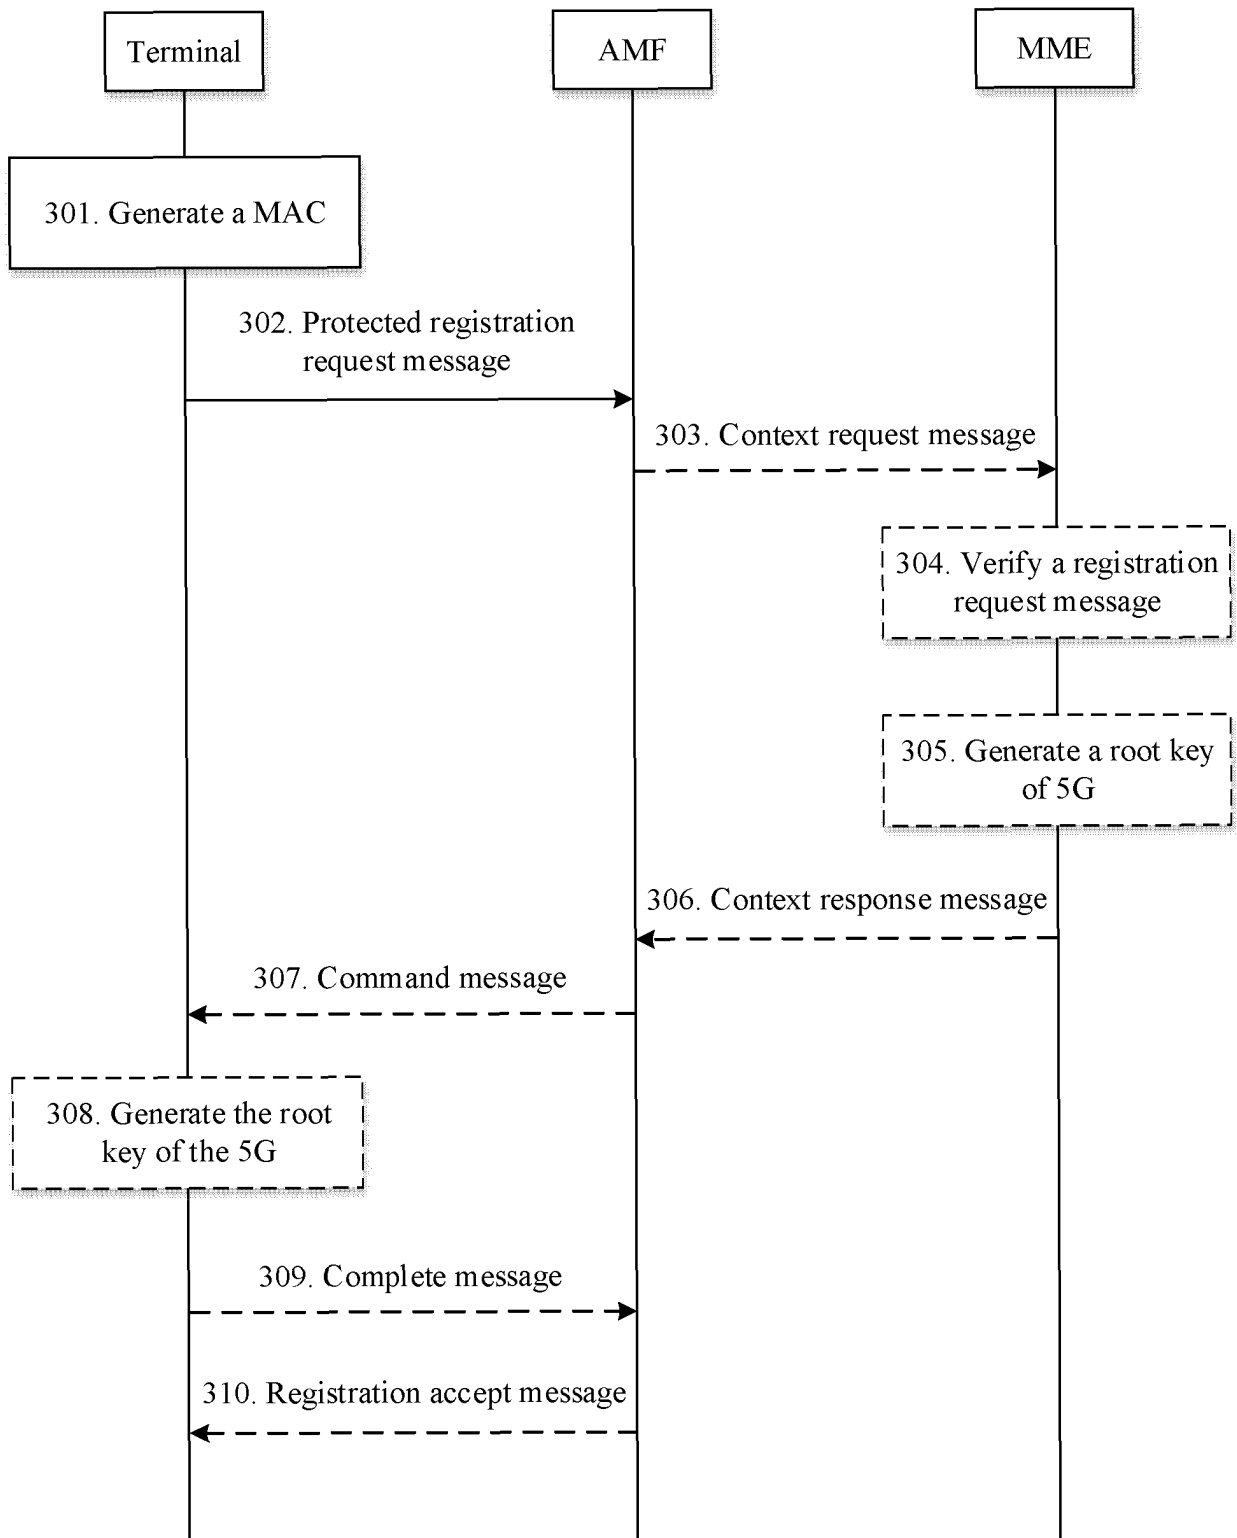 Terminal
AMF
MME
301. Generate a MAC
302. Protected registration
request message
303. Context request message
304. Verify a registration
request message
305. Generate a root key
of 5G
306. Context response message
307. Command message
308. Generate the root
key of the 5G
309. Complete message
310. Registration accept message